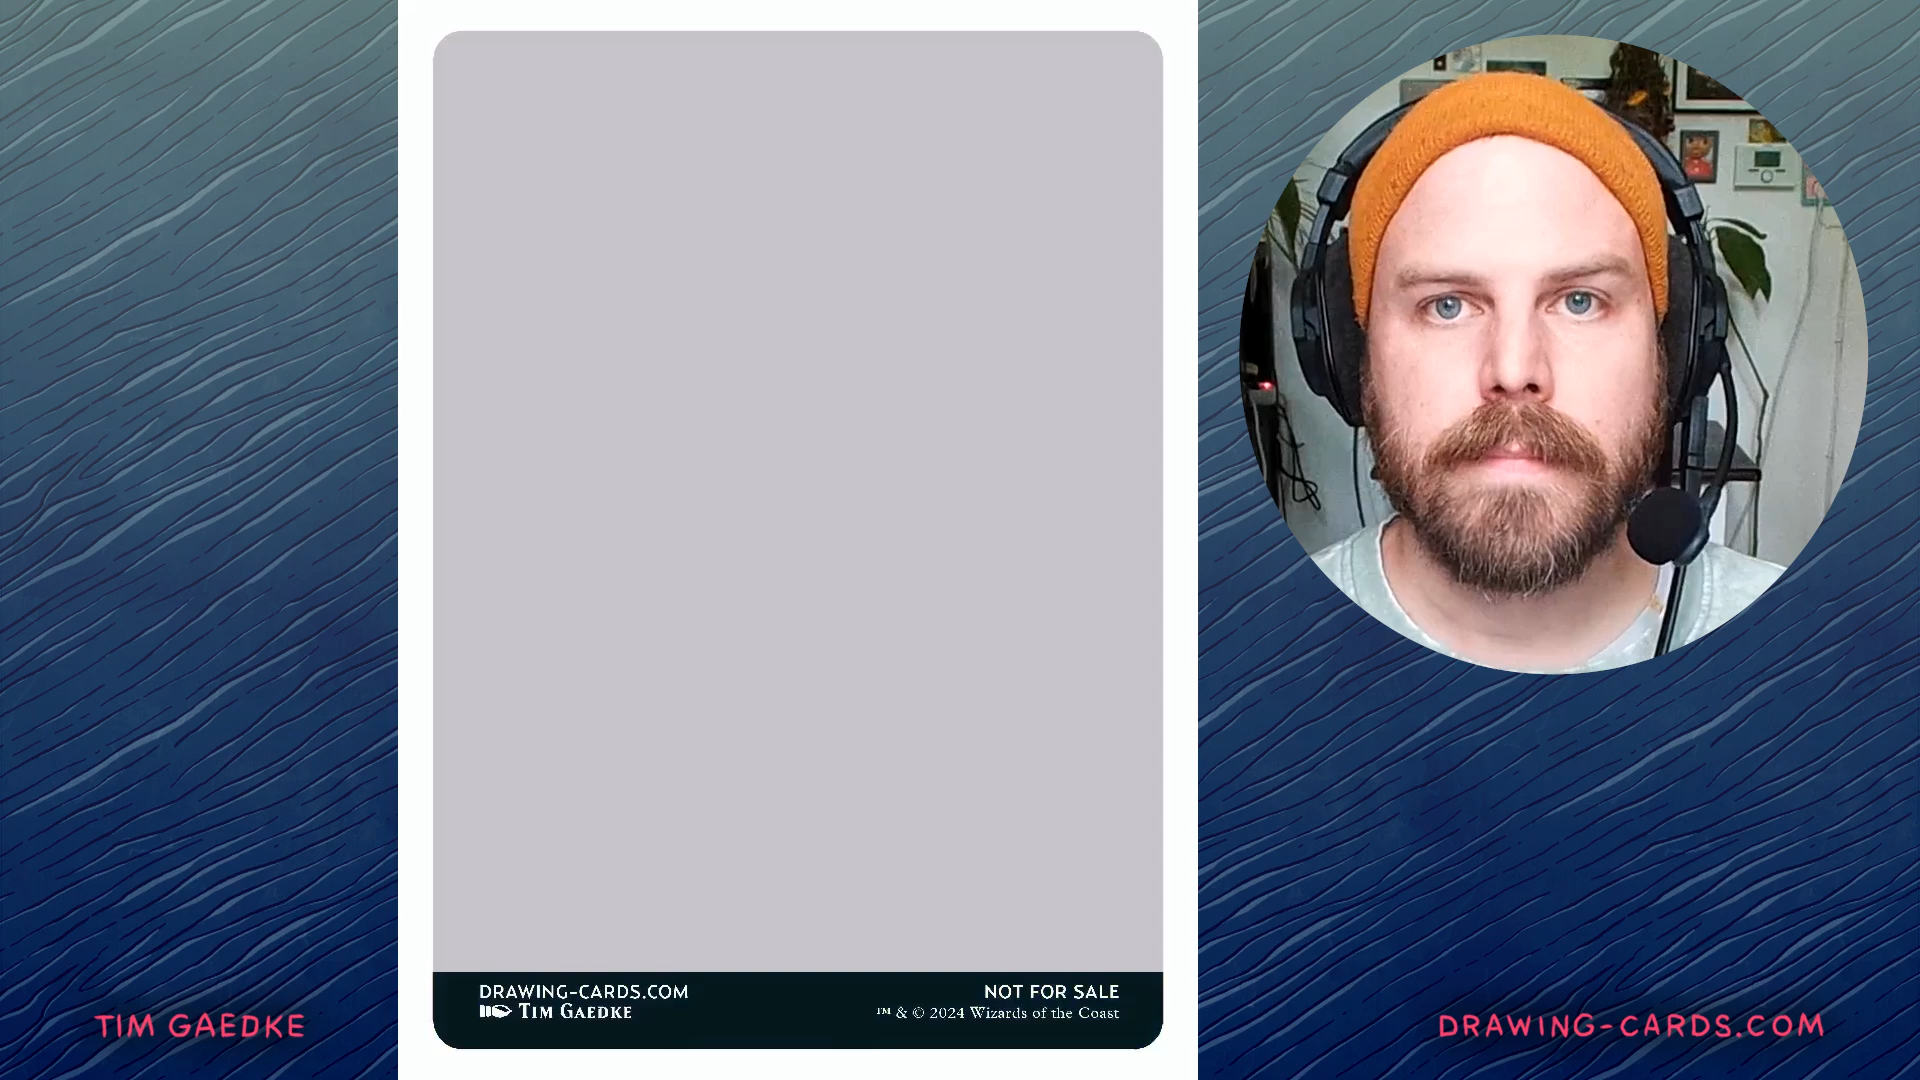 DRAWING-CARDS.COM
TIM GAEDKE
NOT FOR SALE
™ & © 2024 Wizards of the Coast
TIM GAEDKE
DRAWING-CARDS.COM